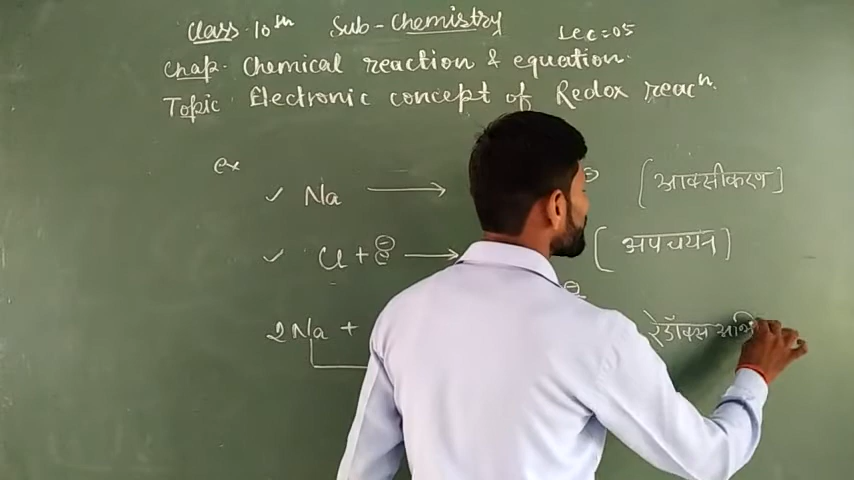 Class. 10th Sub - Chemistry Lec = 05
Chap. Chemical reaction & equation.
Topic. Electronic concept of Redox reacn.
ex
✓ Na ⟶ ⊖ [आक्सीकरण]
✓ Cl + e⊖ ⟶ (अपचयन)
2Na + रेडॉक्स अभि